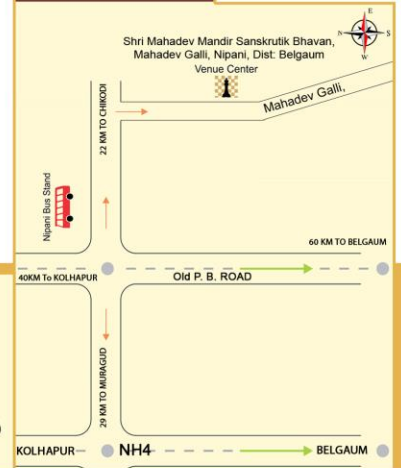 E
N
S
W
Shri Mahadev Mandir Sanskrutik Bhavan,
Mahadev Galli, Nipani, Dist: Belgaum
Venue Center
Mahadev Galli,
22 KM TO CHIKODI
Nipani Bus Stand
60 KM TO BELGAUM
40KM To KOLHAPUR
Old P. B. ROAD
29 KM TO MURAGUD
KOLHAPUR
NH4
BELGAUM